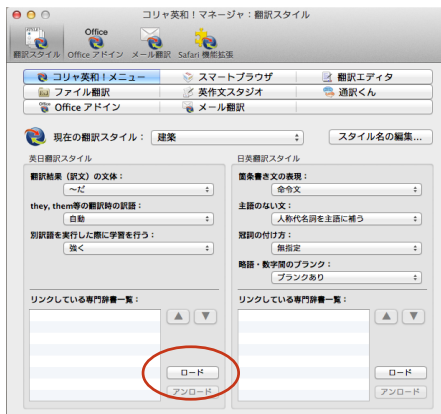 コリャ英和！マネージャ：翻訳スタイル
Office
翻訳スタイル Office アドイン メール翻訳 Safari 機能拡張
コリャ英和！メニュー スマートブラウザ 翻訳エディタ
ファイル翻訳 英作文スタジオ 通訳くん
Office アドイン メール翻訳
現在の翻訳スタイル： 建築 スタイル名の編集...
英日翻訳スタイル
翻訳結果（訳文）の文体：
〜だ
they, them等の翻訳時の訳語：
自動
別訳語を実行した際に学習を行う：
強く
リンクしている専門辞書一覧：
ロード
アンロード
日英翻訳スタイル
箇条書き文の表現：
命令文
主語のない文：
人称代名詞を主語に補う
冠詞の付け方：
無指定
略語・数字間のブランク：
ブランクあり
リンクしている専門辞書一覧：
ロード
アンロード